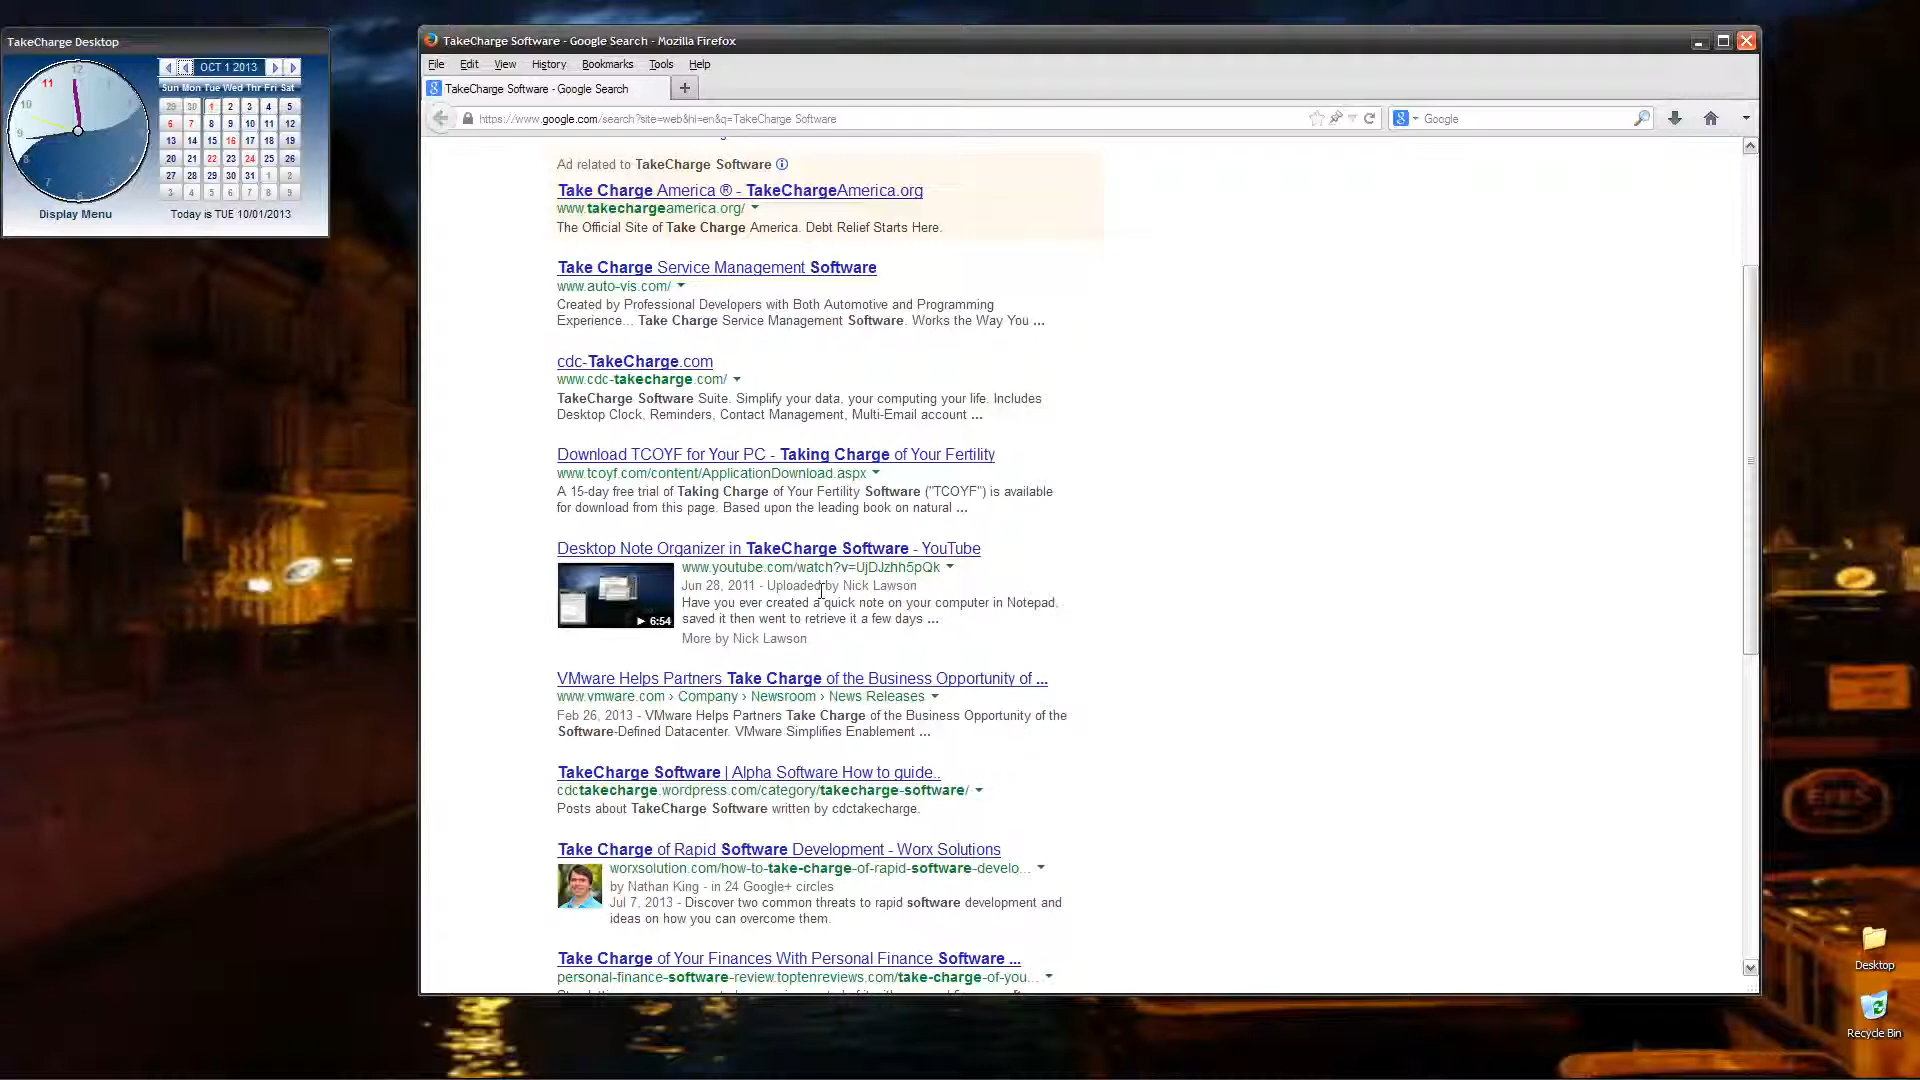 TakeCharge Desktop
OCT 1 2013
Sun Mon Tue Wed Thr Fri Sat
29 30 1 2 3 4 5
6 7 8 9 10 11 12
13 14 15 16 17 18 19
20 21 22 23 24 25 26
27 28 29 30 31 1 2
3 4 5 6 7 8 9
12
11
10
9
8
7
6
5
Display Menu
Today is TUE 10/01/2013
TakeCharge Software - Google Search - Mozilla Firefox
File Edit View History Bookmarks Tools Help
TakeCharge Software - Google Search
https://www.google.com/search?site=web&hl=en&q=TakeCharge Software
Google
Ad related to TakeCharge Software
Take Charge America ® - TakeChargeAmerica.org
www.takechargeamerica.org/
The Official Site of Take Charge America. Debt Relief Starts Here.
Take Charge Service Management Software
www.auto-vis.com/
Created by Professional Developers with Both Automotive and Programming
Experience... Take Charge Service Management Software. Works the Way You ...
cdc-TakeCharge.com
www.cdc-takecharge.com/
TakeCharge Software Suite. Simplify your data, your computing your life. Includes
Desktop Clock, Reminders, Contact Management, Multi-Email account ...
Download TCOYF for Your PC - Taking Charge of Your Fertility
www.tcoyf.com/content/ApplicationDownload.aspx
A 15-day free trial of Taking Charge of Your Fertility Software ("TCOYF") is available
for download from this page. Based upon the leading book on natural ...
Desktop Note Organizer in TakeCharge Software - YouTube
www.youtube.com/watch?v=UjDJzhh5pQk
Jun 28, 2011 - Uploaded by Nick Lawson
Have you ever created a quick note on your computer in Notepad.
saved it then went to retrieve it a few days ...
6:54
More by Nick Lawson
VMware Helps Partners Take Charge of the Business Opportunity of ...
www.vmware.com › Company › Newsroom › News Releases
Feb 26, 2013 - VMware Helps Partners Take Charge of the Business Opportunity of the
Software-Defined Datacenter. VMware Simplifies Enablement ...
TakeCharge Software | Alpha Software How to guide..
cdctakecharge.wordpress.com/category/takecharge-software/
Posts about TakeCharge Software written by cdctakecharge.
Take Charge of Rapid Software Development - Worx Solutions
worxsolution.com/how-to-take-charge-of-rapid-software-develo...
by Nathan King - in 24 Google+ circles
Jul 7, 2013 - Discover two common threats to rapid software development and
ideas on how you can overcome them.
Take Charge of Your Finances With Personal Finance Software ...
personal-finance-software-review.toptenreviews.com/take-charge-of-you...
Desktop
Recycle Bin